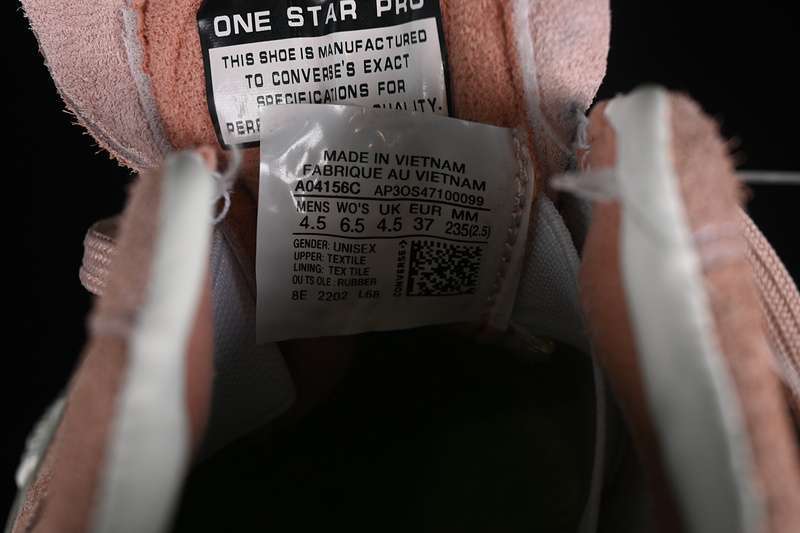 ONE STAR PRO
THIS SHOE IS MANUFACTURED
TO CONVERSE'S EXACT
SPECIFICATIONS FOR
QUALITY.
MADE IN VIETNAM
FABRIQUE AU VIETNAM
A04156C AP3OS47100099
MENS WO'S UK EUR MM
4.5 6.5 4.5 37 235(2.5)
GENDER: UNISEX
UPPER: TEXTILE
LINING: TEXTILE
OUTSOLE: RUBBER
8E 2202 L68
CONVERSE